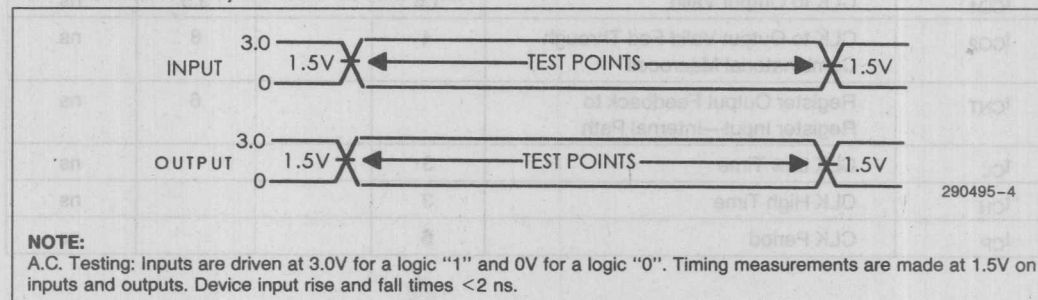 3.0
INPUT 1.5V TEST POINTS 1.5V
0
3.0
OUTPUT 1.5V TEST POINTS 1.5V
0
290495-4
NOTE:
A.C. Testing: Inputs are driven at 3.0V for a logic "1" and 0V for a logic "0". Timing measurements are made at 1.5V on
inputs and outputs. Device input rise and fall times <2 ns.